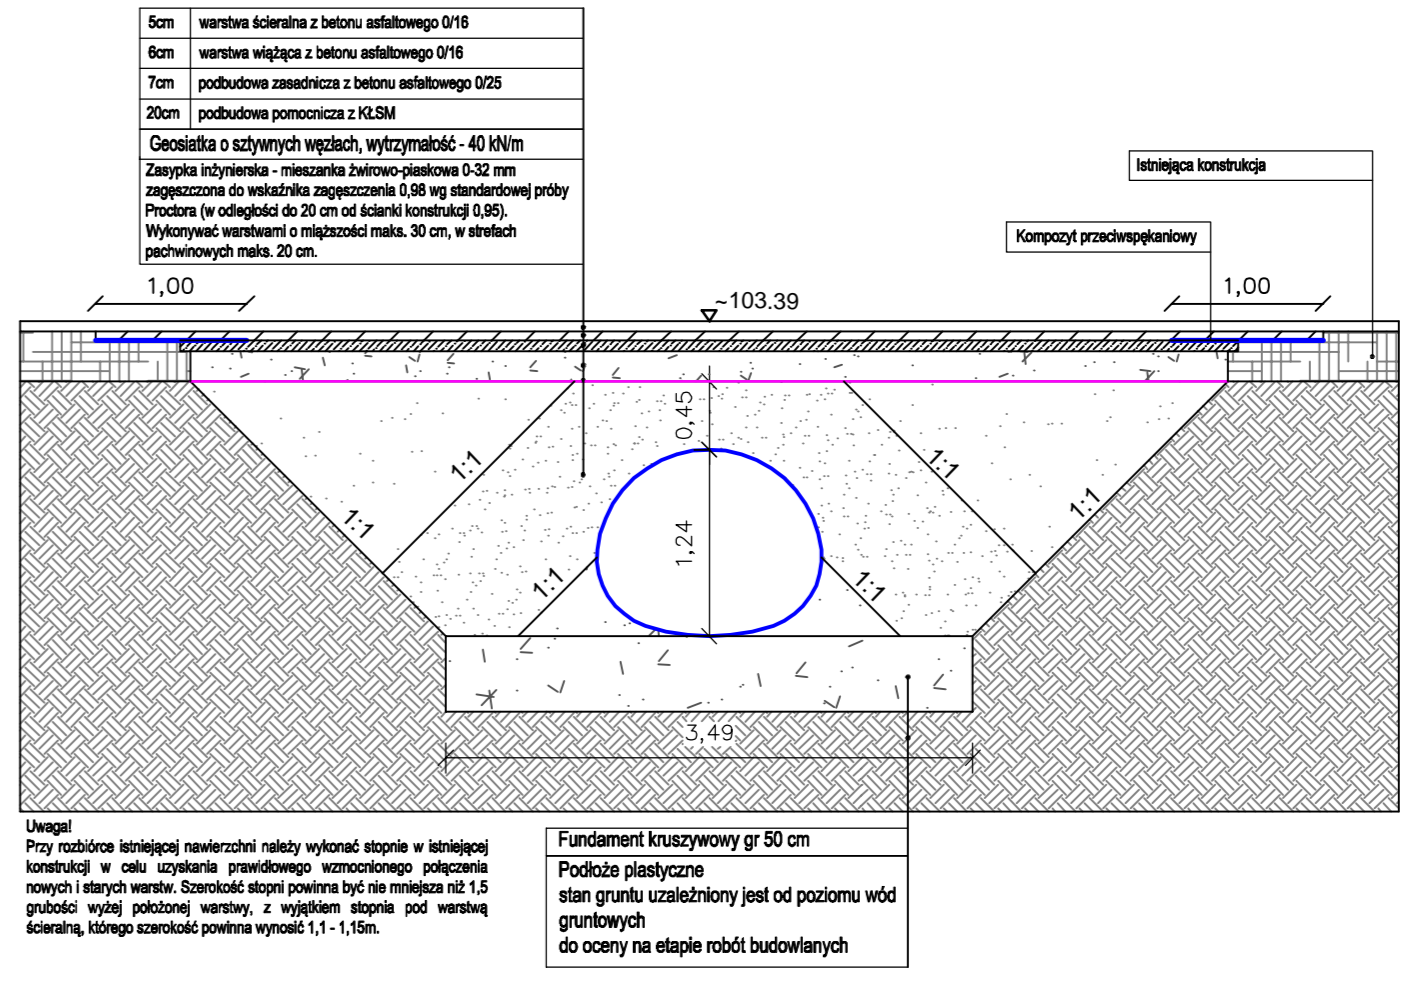 5cm warstwa ścieralna z betonu asfaltowego 0/16
6cm warstwa wiążąca z betonu asfaltowego 0/16
7cm podbudowa zasadnicza z betonu asfaltowego 0/25
20cm podbudowa pomocnicza z KŁSM
Geosiatka o sztywnych węzłach, wytrzymałość - 40 kN/m
Zasypka inżynierska - mieszanka żwirowo-piaskowa 0-32 mm
zagęszczona do wskaźnika zagęszczenia 0,98 wg standardowej próby
Proctora (w odległości do 20 cm od ścianki konstrukcji 0,95).
Wykonywać warstwami o miąższości maks. 30 cm, w strefach
pachwinowych maks. 20 cm.
Istniejąca konstrukcja
Kompozyt przeciwspękaniowy
1,00
~103.39
1,00
0,45
1:1
1:1
1:1
1:1
1,24
1:1
1:1
3,49
Uwaga!
Przy rozbiórce istniejącej nawierzchni należy wykonać stopnie w istniejącej
konstrukcji w celu uzyskania prawidłowego wzmocnionego połączenia
nowych i starych warstw. Szerokość stopni powinna być nie mniejsza niż 1,5
grubości wyżej położonej warstwy, z wyjątkiem stopnia pod warstwą
ścieralną, którego szerokość powinna wynosić 1,1 - 1,15m.
Fundament kruszywowy gr 50 cm
Podłoże plastyczne
stan gruntu uzależniony jest od poziomu wód
gruntowych
do oceny na etapie robót budowlanych